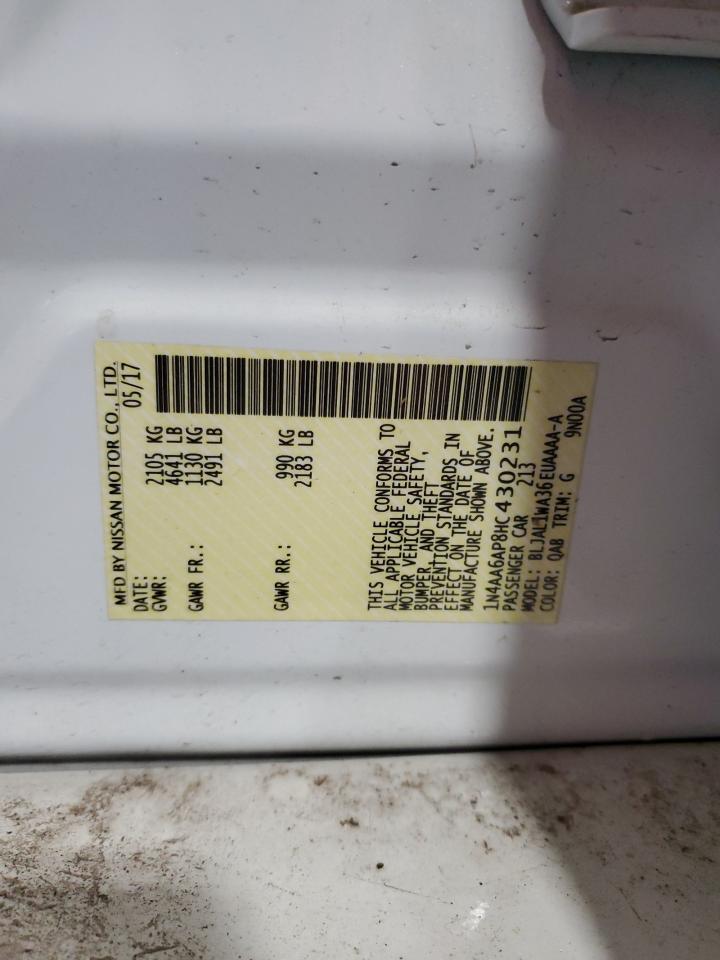 MFD BY NISSAN MOTOR CO., LTD.
DATE: 05/17
GVWR: 2105 KG
4641 LB
GAWR FR.: 1130 KG
2491 LB
GAWR RR.: 990 KG
2183 LB
THIS VEHICLE CONFORMS TO
ALL APPLICABLE FEDERAL
MOTOR VEHICLE SAFETY,
BUMPER, AND THEFT
PREVENTION STANDARDS IN
EFFECT ON THE DATE OF
MANUFACTURE SHOWN ABOVE.
1N4AA6AP8HC430231
PASSENGER CAR 213
MODEL: BLJALL1WA36EUAAAA-A
COLOR: QAB TRIM: G 9N00A